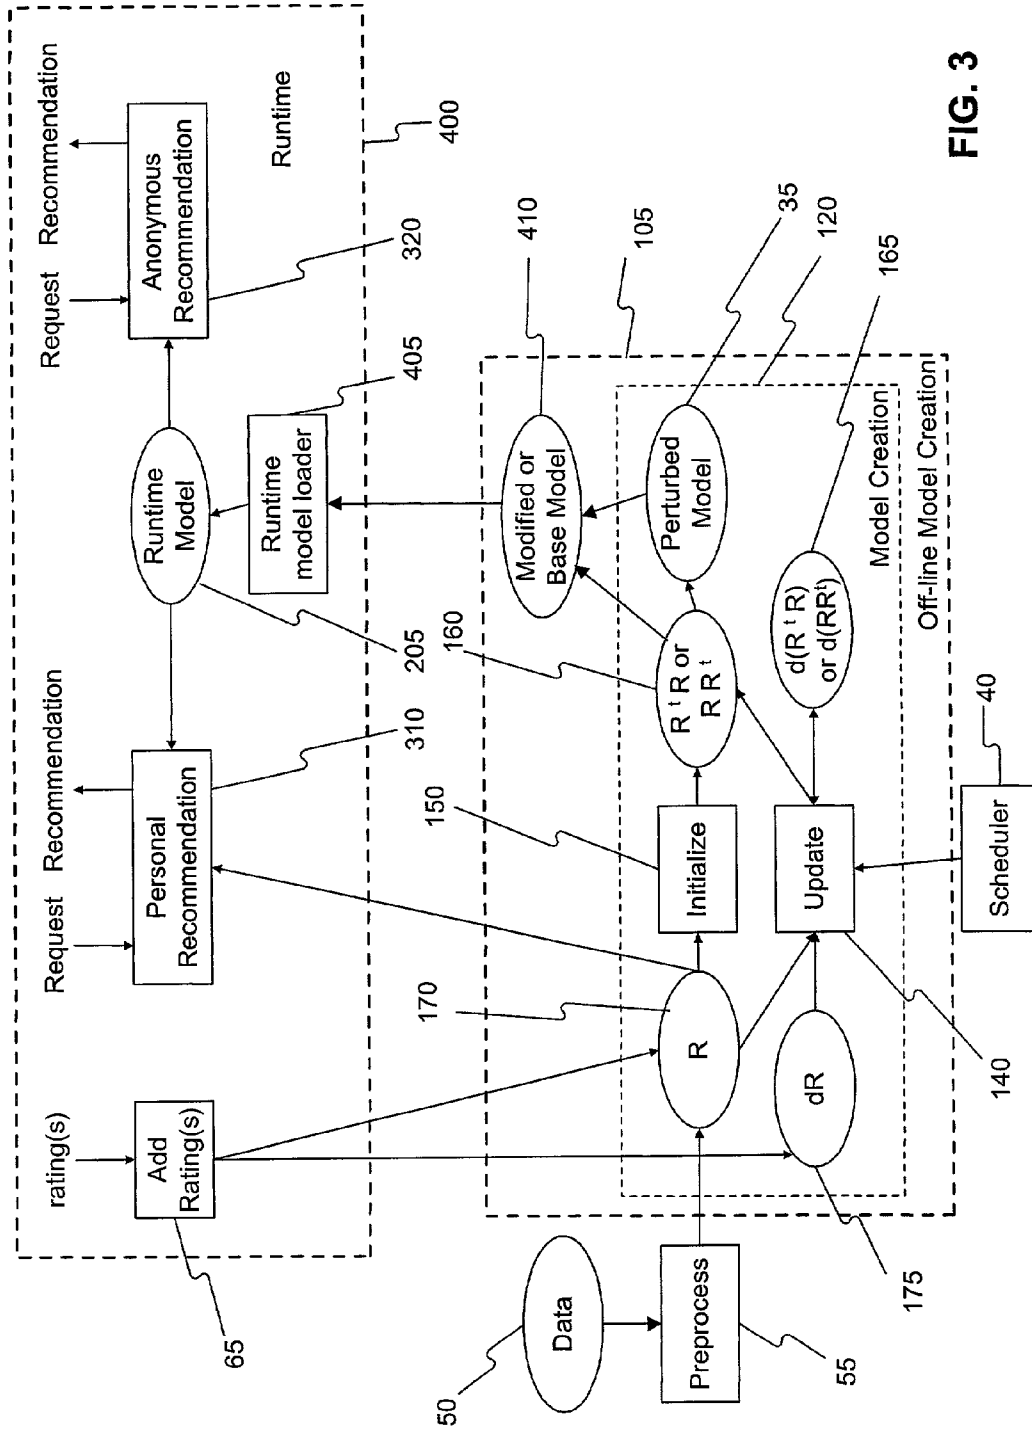 Request
Recommendation
Request
Recommendation
rating(s)
Add
Rating(s)
65
Personal
Recommendation
310
Runtime
Model
205
Anonymous
Recommendation
320
Runtime
400
Runtime
model loader
405
Modified or
Base Model
410
105
Data
50
Preprocess
55
R
170
Initialize
150
R t R or
R R t
160
Perturbed
Model
35
120
dR
175
Update
140
d(R t R)
or d(RRt)
165
Model Creation
Off-line Model Creation
Scheduler
40
FIG. 3